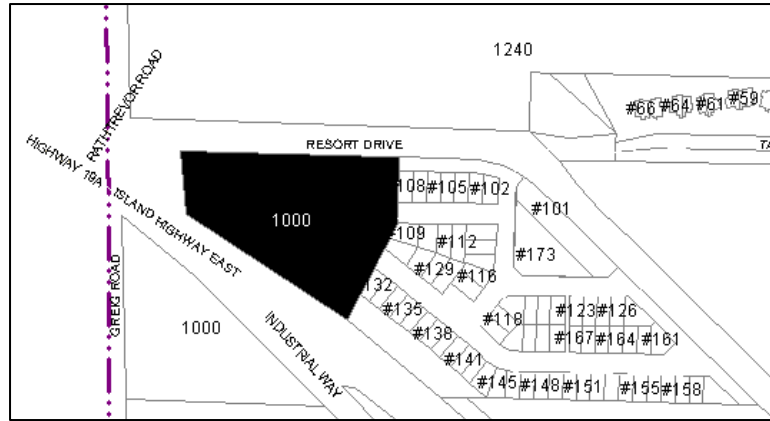 1240
#66 #64 #61 #59
RATHTREVOR ROAD
RESORT DRIVE
TA
HIGHWAY 19A - ISLAND HIGHWAY EAST
108 #105 #102
#101
1000
#109 #112
#173
#129 #116
GREIG ROAD
132
#135
#118 #123 #126
1000
INDUSTRIAL WAY
#138
#167 #164 #161
#141
#145 #148 #151 #155 #158